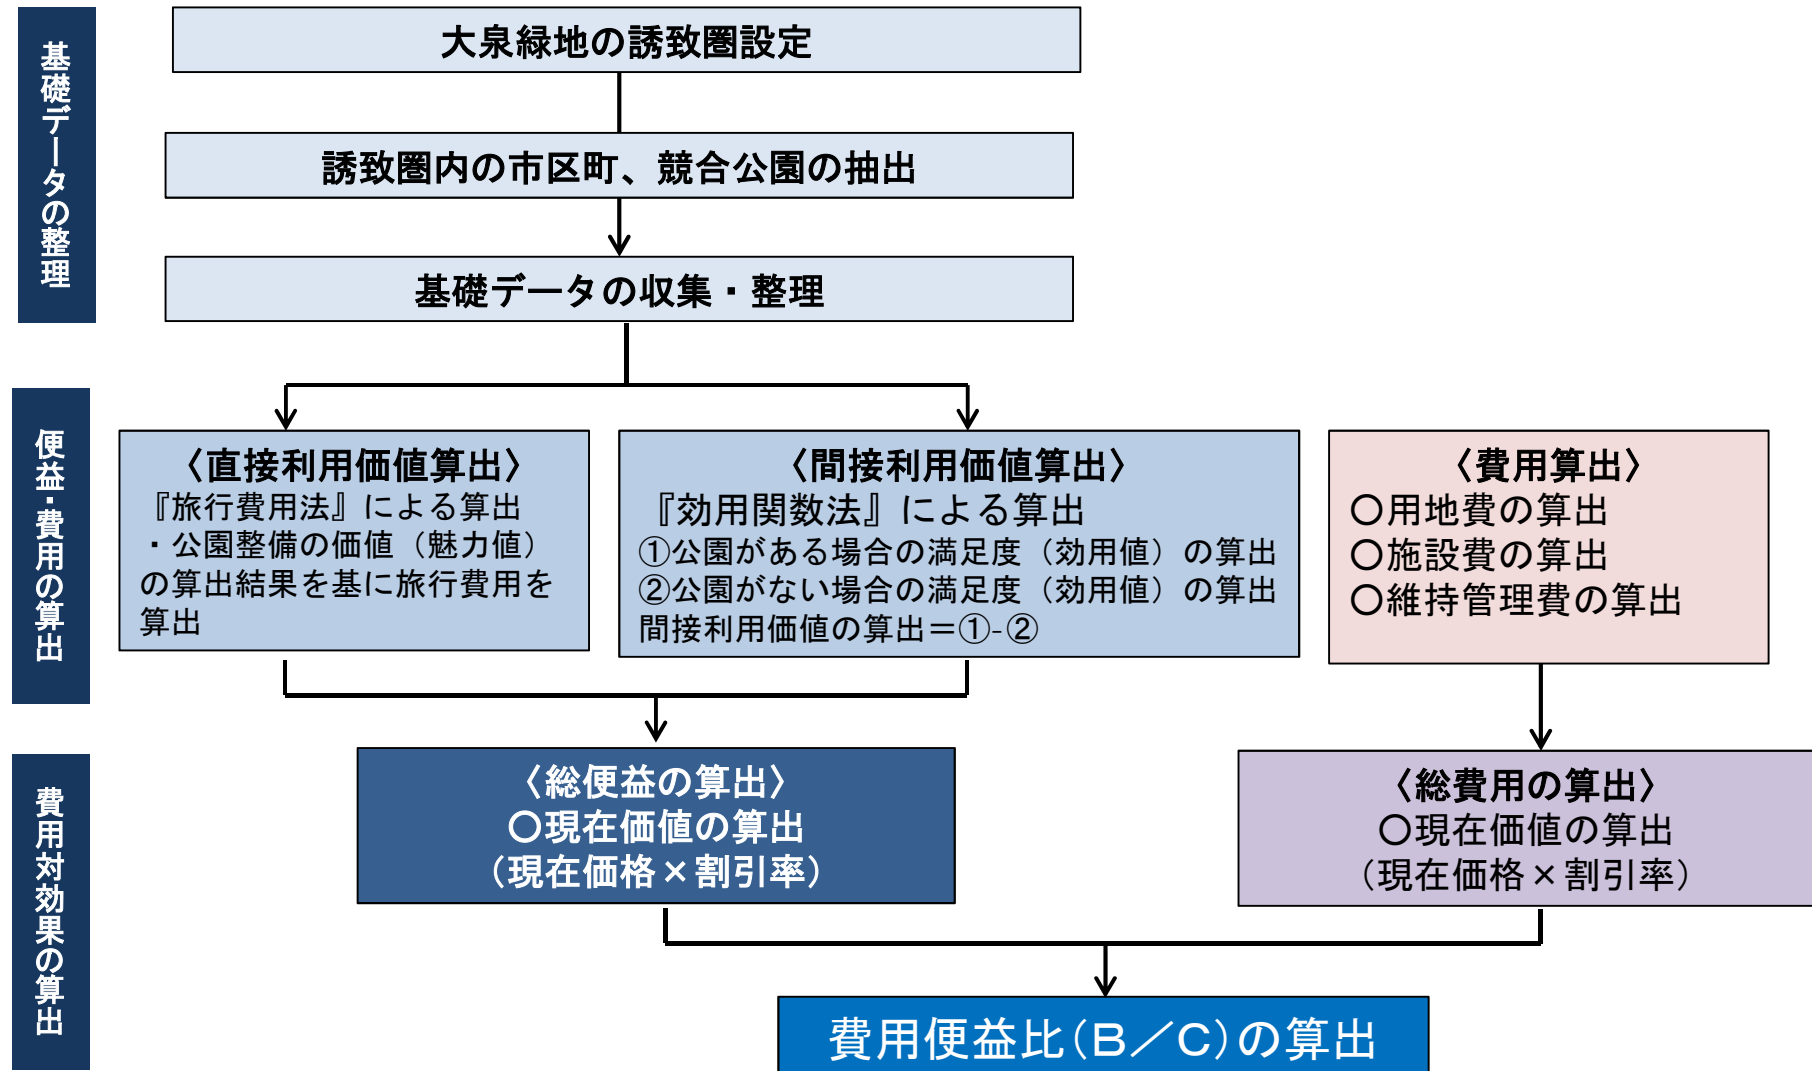 基礎データの整理
大泉緑地の誘致圏設定
誘致圏内の市区町、競合公園の抽出
基礎データの収集・整理
便益・費用の算出
〈直接利用価値算出〉
『旅行費用法』による算出
・公園整備の価値（魅力値）
の算出結果を基に旅行費用を
算出
〈間接利用価値算出〉
『効用関数法』による算出
①公園がある場合の満足度（効用値）の算出
②公園がない場合の満足度（効用値）の算出
間接利用価値の算出＝①-②
〈費用算出〉
〇用地費の算出
〇施設費の算出
〇維持管理費の算出
費用対効果の算出
〈総便益の算出〉
〇現在価値の算出
（現在価格×割引率）
〈総費用の算出〉
〇現在価値の算出
（現在価格×割引率）
費用便益比（Ｂ／Ｃ）の算出